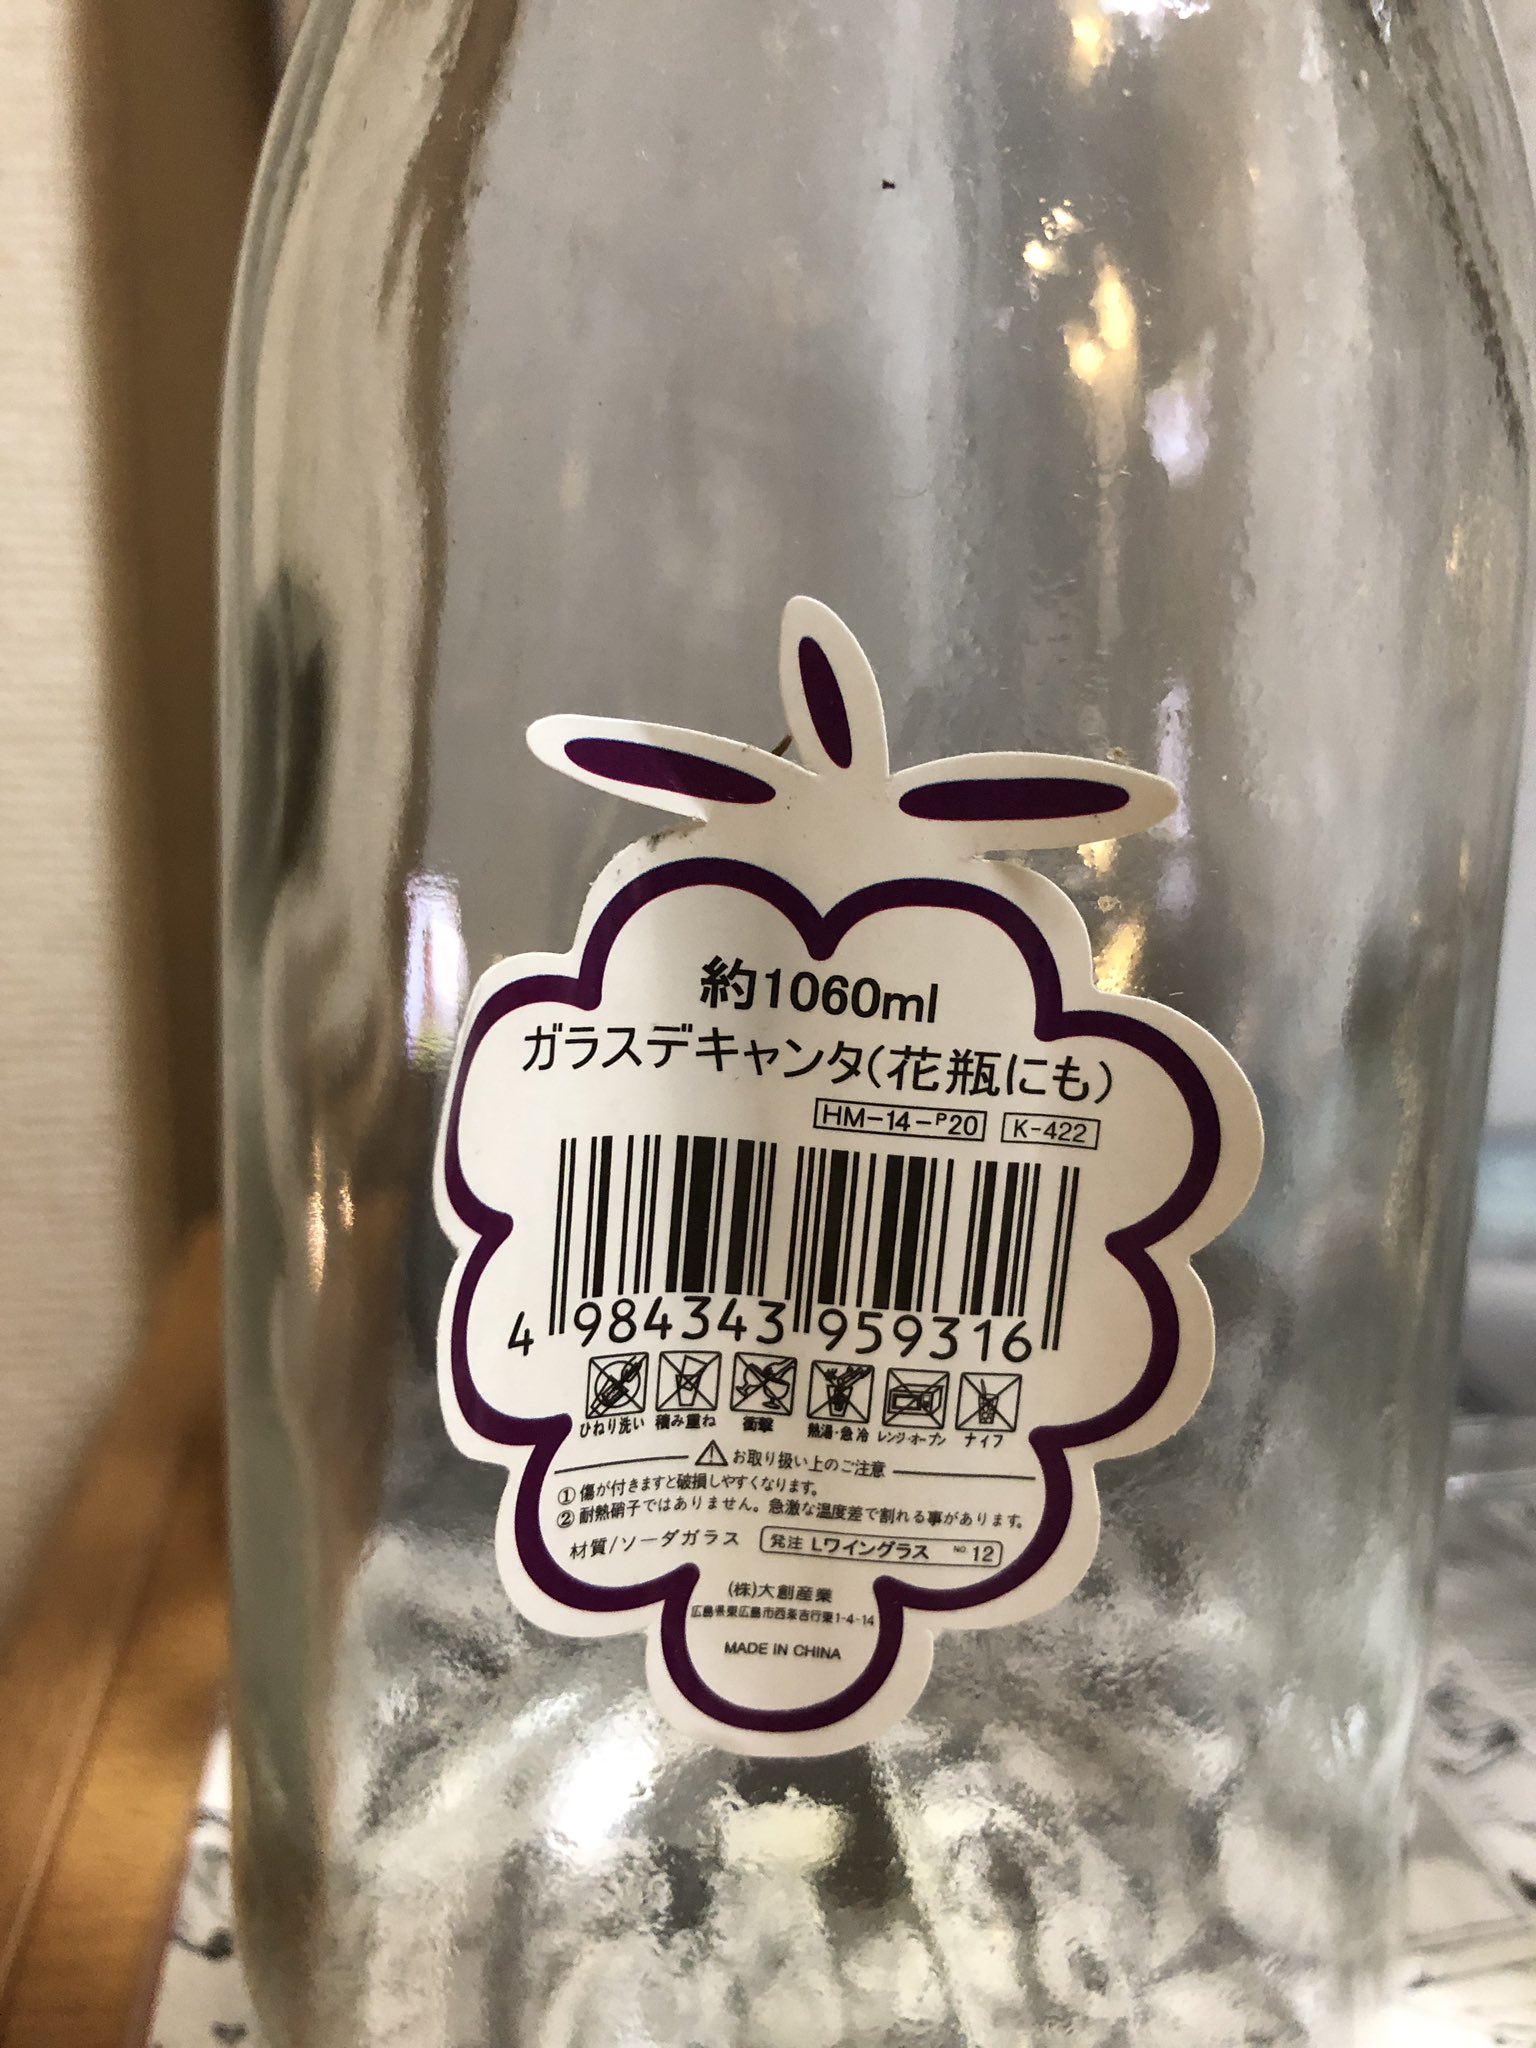 約1060ml
ガラスデキャンタ(花瓶にも)
HM-14-P20 K-422
4 984343 959316
ひねり洗い 積み重ね 衝撃 熱湯・急冷 レンジ・オーブン ナイフ
お取り扱い上のご注意
①傷が付きますと破損しやすくなります。
②耐熱硝子ではありません。急激な温度差で割れる事があります。
材質/ソーダガラス 発注 Lワイングラス NO.12
(株)大創産業
広島県東広島市西条吉行東1-4-14
MADE IN CHINA